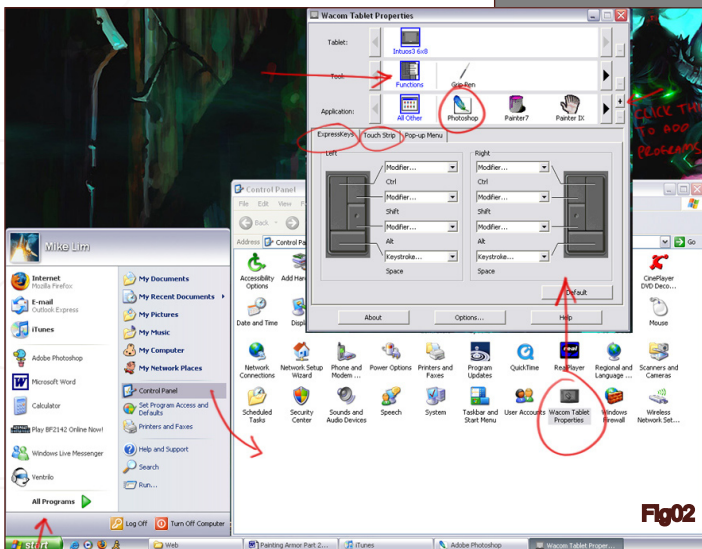 Wacom Tablet Properties
Tablet:
Intuos3 6x8
Tool:
Functions
Grip Pen
Application:
All Other
Photoshop
Painter7
Painter IX
CLICK THIS
TO ADD
PROGRAMS
ExpressKeys
Touch Strip
Pop-up Menu
Left
Right
Modifier...
Modifier...
Ctrl
Ctrl
Modifier...
Modifier...
Shift
Shift
Modifier...
Modifier...
Alt
Alt
Keystroke...
Keystroke...
Space
Space
Default
About
Options...
Help
Control Panel
File Edit View
Back
Address
Control Pa
Go
Accessibility
Options
Add Har
CinePlayer
DVD Deco...
Date and Time
Displ
Mouse
Network
Connections
Network Setup
Wizard
Phone and
Modem ...
Power Options
Printers and
Faxes
Program
Updates
QuickTime
RealPlayer
Regional and
Language ...
Scanners and
Cameras
Scheduled
Tasks
Security
Center
Sounds and
Audio Devices
Speech
System
Taskbar and
Start Menu
User Accounts
Wacom Tablet
Properties
Windows
Firewall
Wireless
Network Set...
Mike Lim
Internet
Mozilla Firefox
E-mail
Outlook Express
iTunes
Adobe Photoshop
Microsoft Word
Calculator
Play BF2142 Online Now!
Windows Live Messenger
Ventrilo
All Programs
My Documents
My Recent Documents
My Pictures
My Music
My Computer
My Network Places
Control Panel
Set Program Access and
Defaults
Printers and Faxes
Help and Support
Search
Run...
Log Off
Turn Off Computer
Fig02
start
Web
Painting Armor Part 2...
iTunes
Adobe Photoshop
Wacom Tablet Proper...